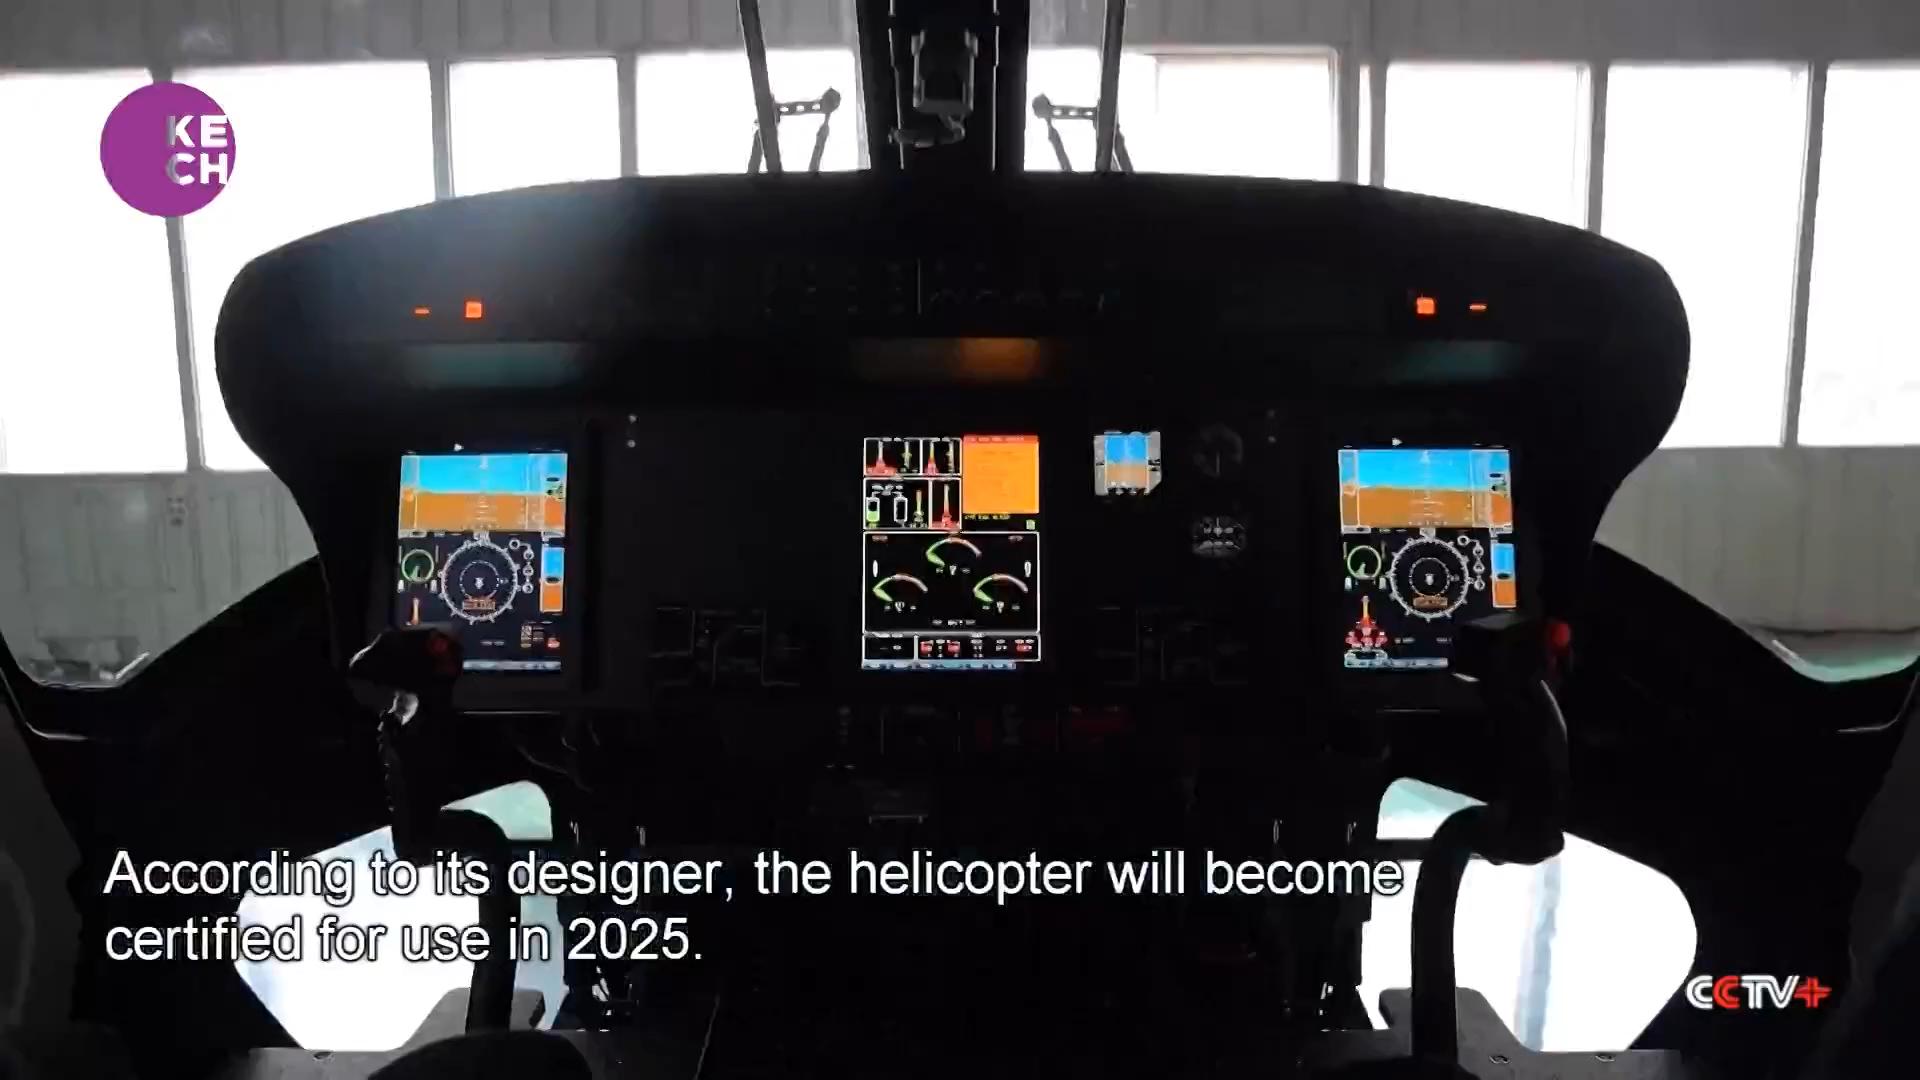 KE
CH
According to its designer, the helicopter will become
certified for use in 2025.
CCTV+